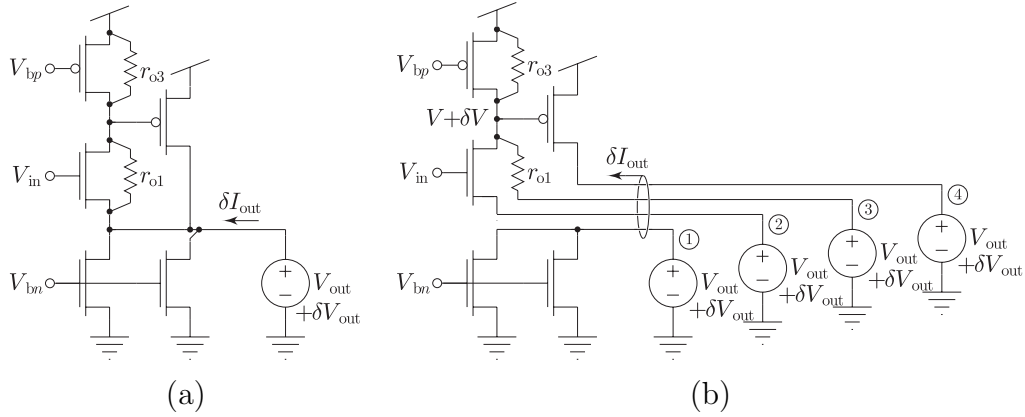 V_bp
r_o3
V_in
r_o1
δI_out
V_bn
V_out
+δV_out
(a)
V_bp
r_o3
V+δV
V_in
r_o1
δI_out
V_bn
①
②
③
④
V_out
+δV_out
V_out
+δV_out
V_out
+δV_out
V_out
+δV_out
(b)